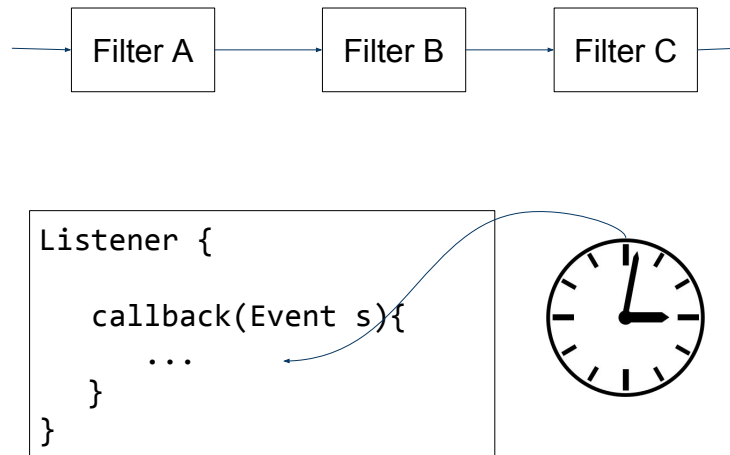 Filter A
Filter B
Filter C
Listener {
callback(Event s){
...
}
}